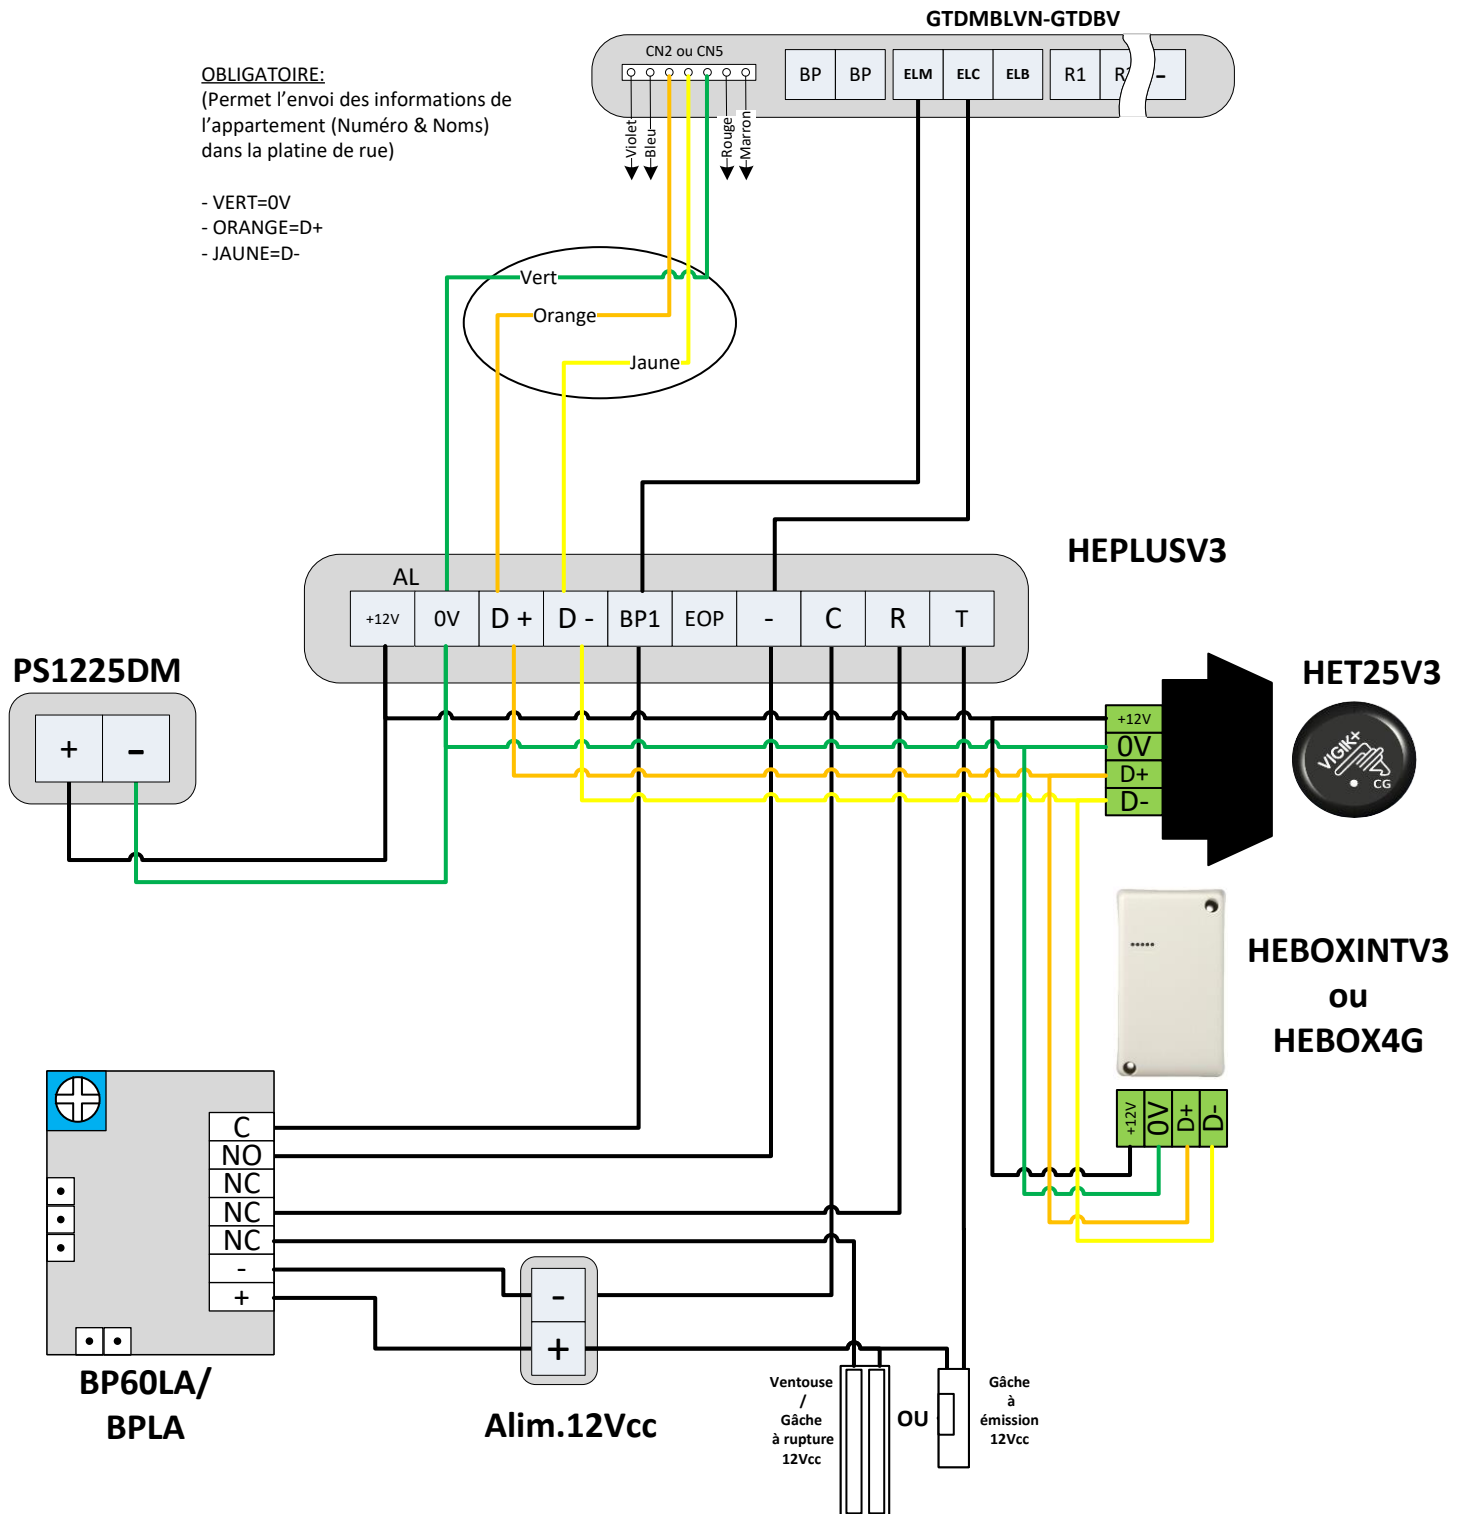 GTDMBLVN-GTDBV
CN2 ou CN5
BP
BP
ELM
ELC
ELB
R1
-
OBLIGATOIRE:
(Permet l'envoi des informations de
l'appartement (Numéro & Noms)
dans la platine de rue)
- VERT=0V
- ORANGE=D+
- JAUNE=D-
Violet
Bleu
Rouge
Marron
Vert
Orange
Jaune
HEPLUSV3
AL
+12V
0V
D +
D -
BP1
EOP
-
C
R
T
PS1225DM
+
-
+12V
0V
D+
D-
HET25V3
VIGIK+
CG
HEBOXINTV3
ou
HEBOX4G
+12V
0V
D+
D-
C
NO
NC
NC
NC
-
+
BP60LA/
BPLA
-
+
Alim.12Vcc
Ventouse
/
Gâche
à rupture
12Vcc
OU
Gâche
à
émission
12Vcc